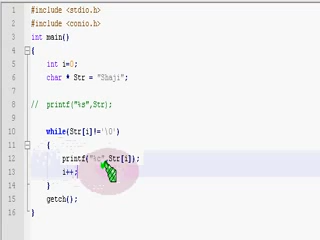 1 #include <stdio.h>
2 #include <conio.h>
3 int main()
4 {
5 int i=0;
6 char * Str = "Shaji";
7
8 // printf("%s",Str);
9
10 while(Str[i]!='\0')
11 {
12 printf("%c",Str[i]);
13 i++;
14 }
15 getch();
16 }